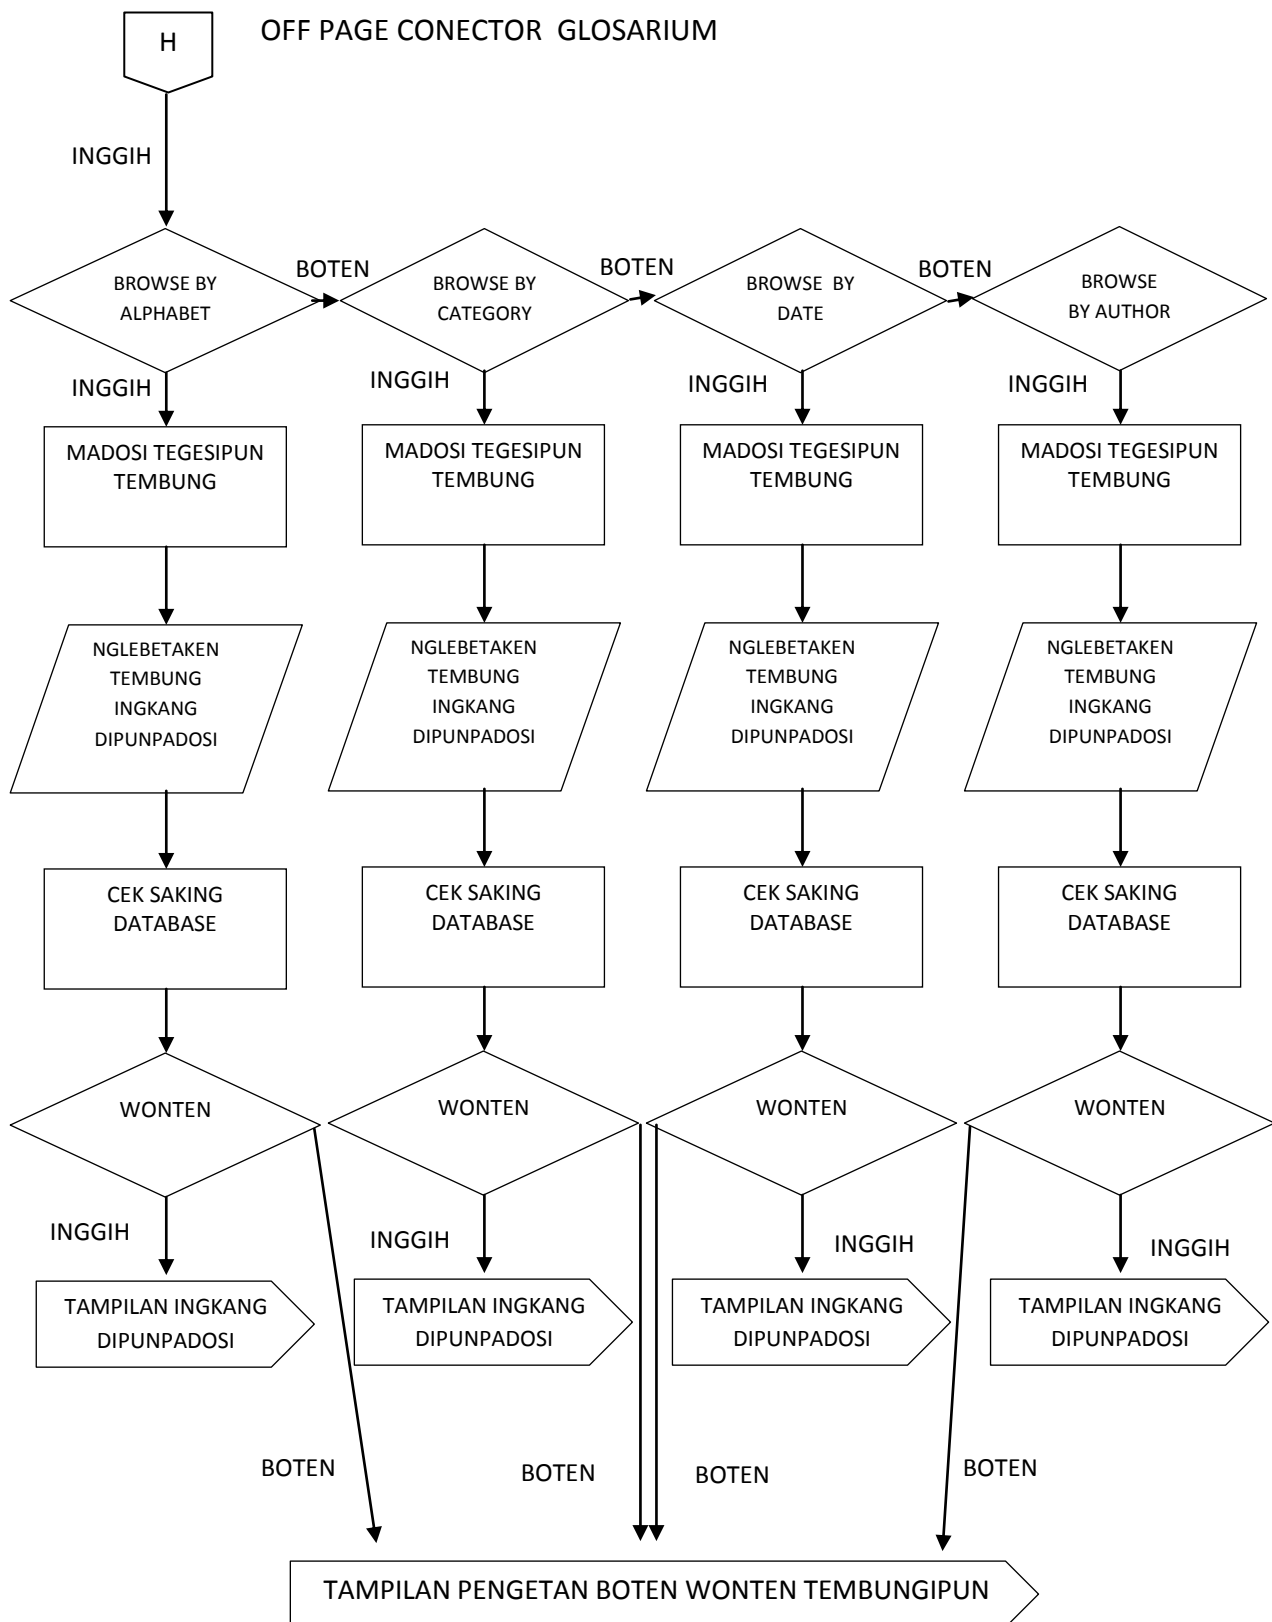 H
OFF PAGE CONECTOR GLOSARIUM
INGGIH
BROWSE BY
ALPHABET
BOTEN
BROWSE BY
CATEGORY
BOTEN
BROWSE BY
DATE
BOTEN
BROWSE
BY AUTHOR
INGGIH
INGGIH
INGGIH
INGGIH
MADOSI TEGESIPUN
TEMBUNG
MADOSI TEGESIPUN
TEMBUNG
MADOSI TEGESIPUN
TEMBUNG
MADOSI TEGESIPUN
TEMBUNG
NGLEBETAKEN
TEMBUNG
INGKANG
DIPUNPADOSI
NGLEBETAKEN
TEMBUNG
INGKANG
DIPUNPADOSI
NGLEBETAKEN
TEMBUNG
INGKANG
DIPUNPADOSI
NGLEBETAKEN
TEMBUNG
INGKANG
DIPUNPADOSI
CEK SAKING
DATABASE
CEK SAKING
DATABASE
CEK SAKING
DATABASE
CEK SAKING
DATABASE
WONTEN
WONTEN
WONTEN
WONTEN
INGGIH
INGGIH
INGGIH
INGGIH
TAMPILAN INGKANG
DIPUNPADOSI
TAMPILAN INGKANG
DIPUNPADOSI
TAMPILAN INGKANG
DIPUNPADOSI
TAMPILAN INGKANG
DIPUNPADOSI
BOTEN
BOTEN
BOTEN
BOTEN
TAMPILAN PENGETAN BOTEN WONTEN TEMBUNGIPUN